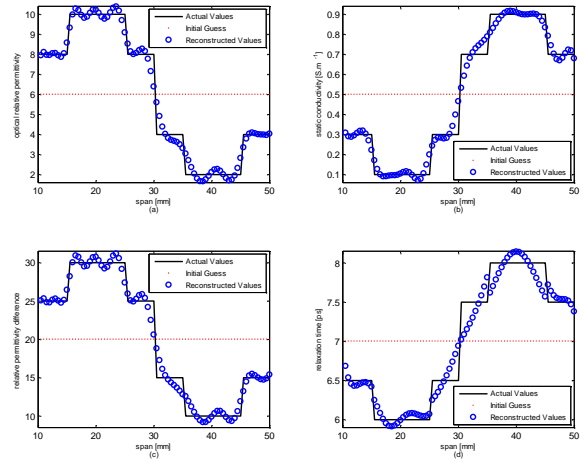 optical relative permitivity
10
9
8
7
6
5
4
3
2
10 20 30 40 50
span [mm]
(a)
Actual Values
Initial Guess
Reconstructed Values
static conductivity [S.m⁻¹]
0.9
0.8
0.7
0.6
0.5
0.4
0.3
0.2
0.1
10 20 30 40 50
span [mm]
(b)
Actual Values
Initial Guess
Reconstructed Values
relative permitivity difference
30
25
20
15
10
10 20 30 40 50
span [mm]
(c)
Actual Values
Initial Guess
Reconstructed Values
relaxation time [ps]
8
7.5
7
6.5
6
10 20 30 40 50
span [mm]
(d)
Actual Values
Initial Guess
Reconstructed Values